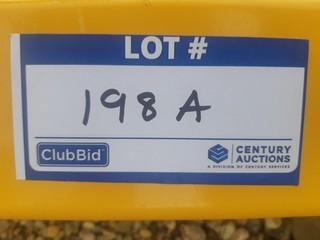 LOT #
198 A
ClubBid
CENTURY
AUCTIONS
A DIVISION OF CENTURY SERVICES